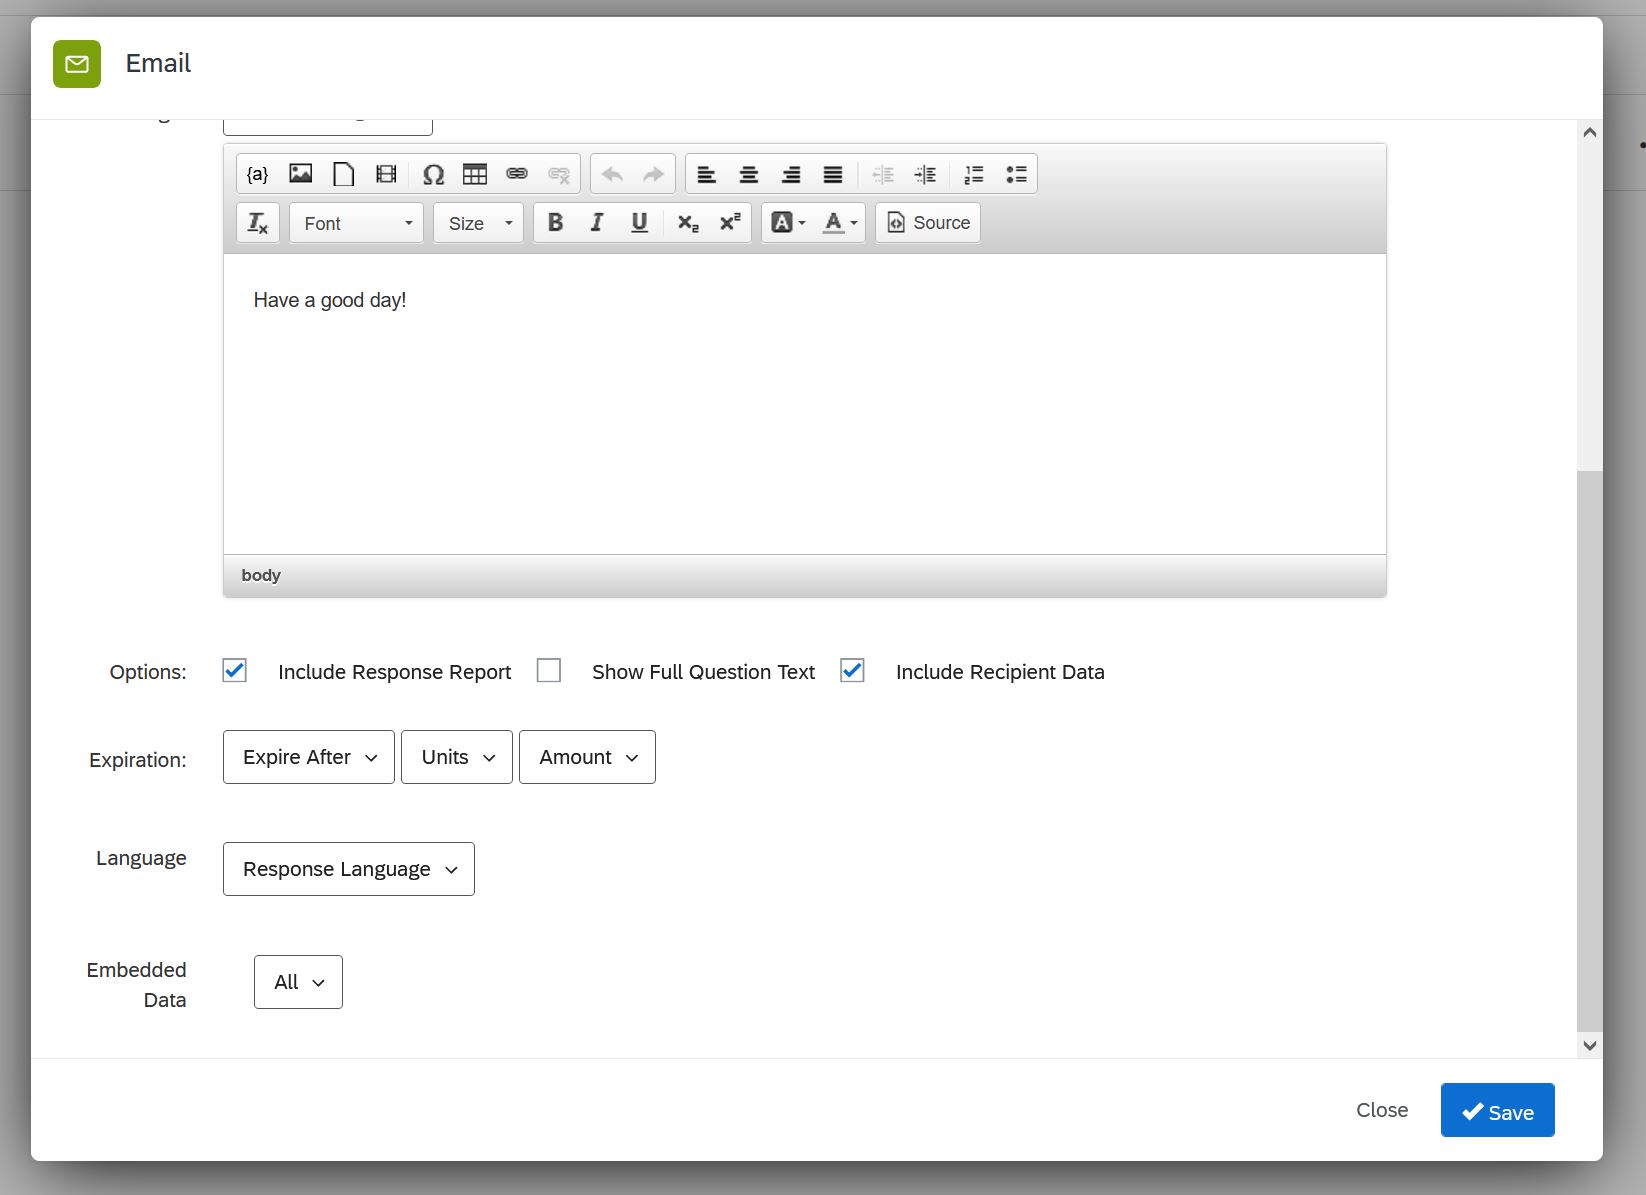 Email
{a}
Font Size B I U Source
Have a good day!
body
Options: Include Response Report Show Full Question Text Include Recipient Data
Expiration: Expire After Units Amount
Language Response Language
Embedded Data All
Close Save